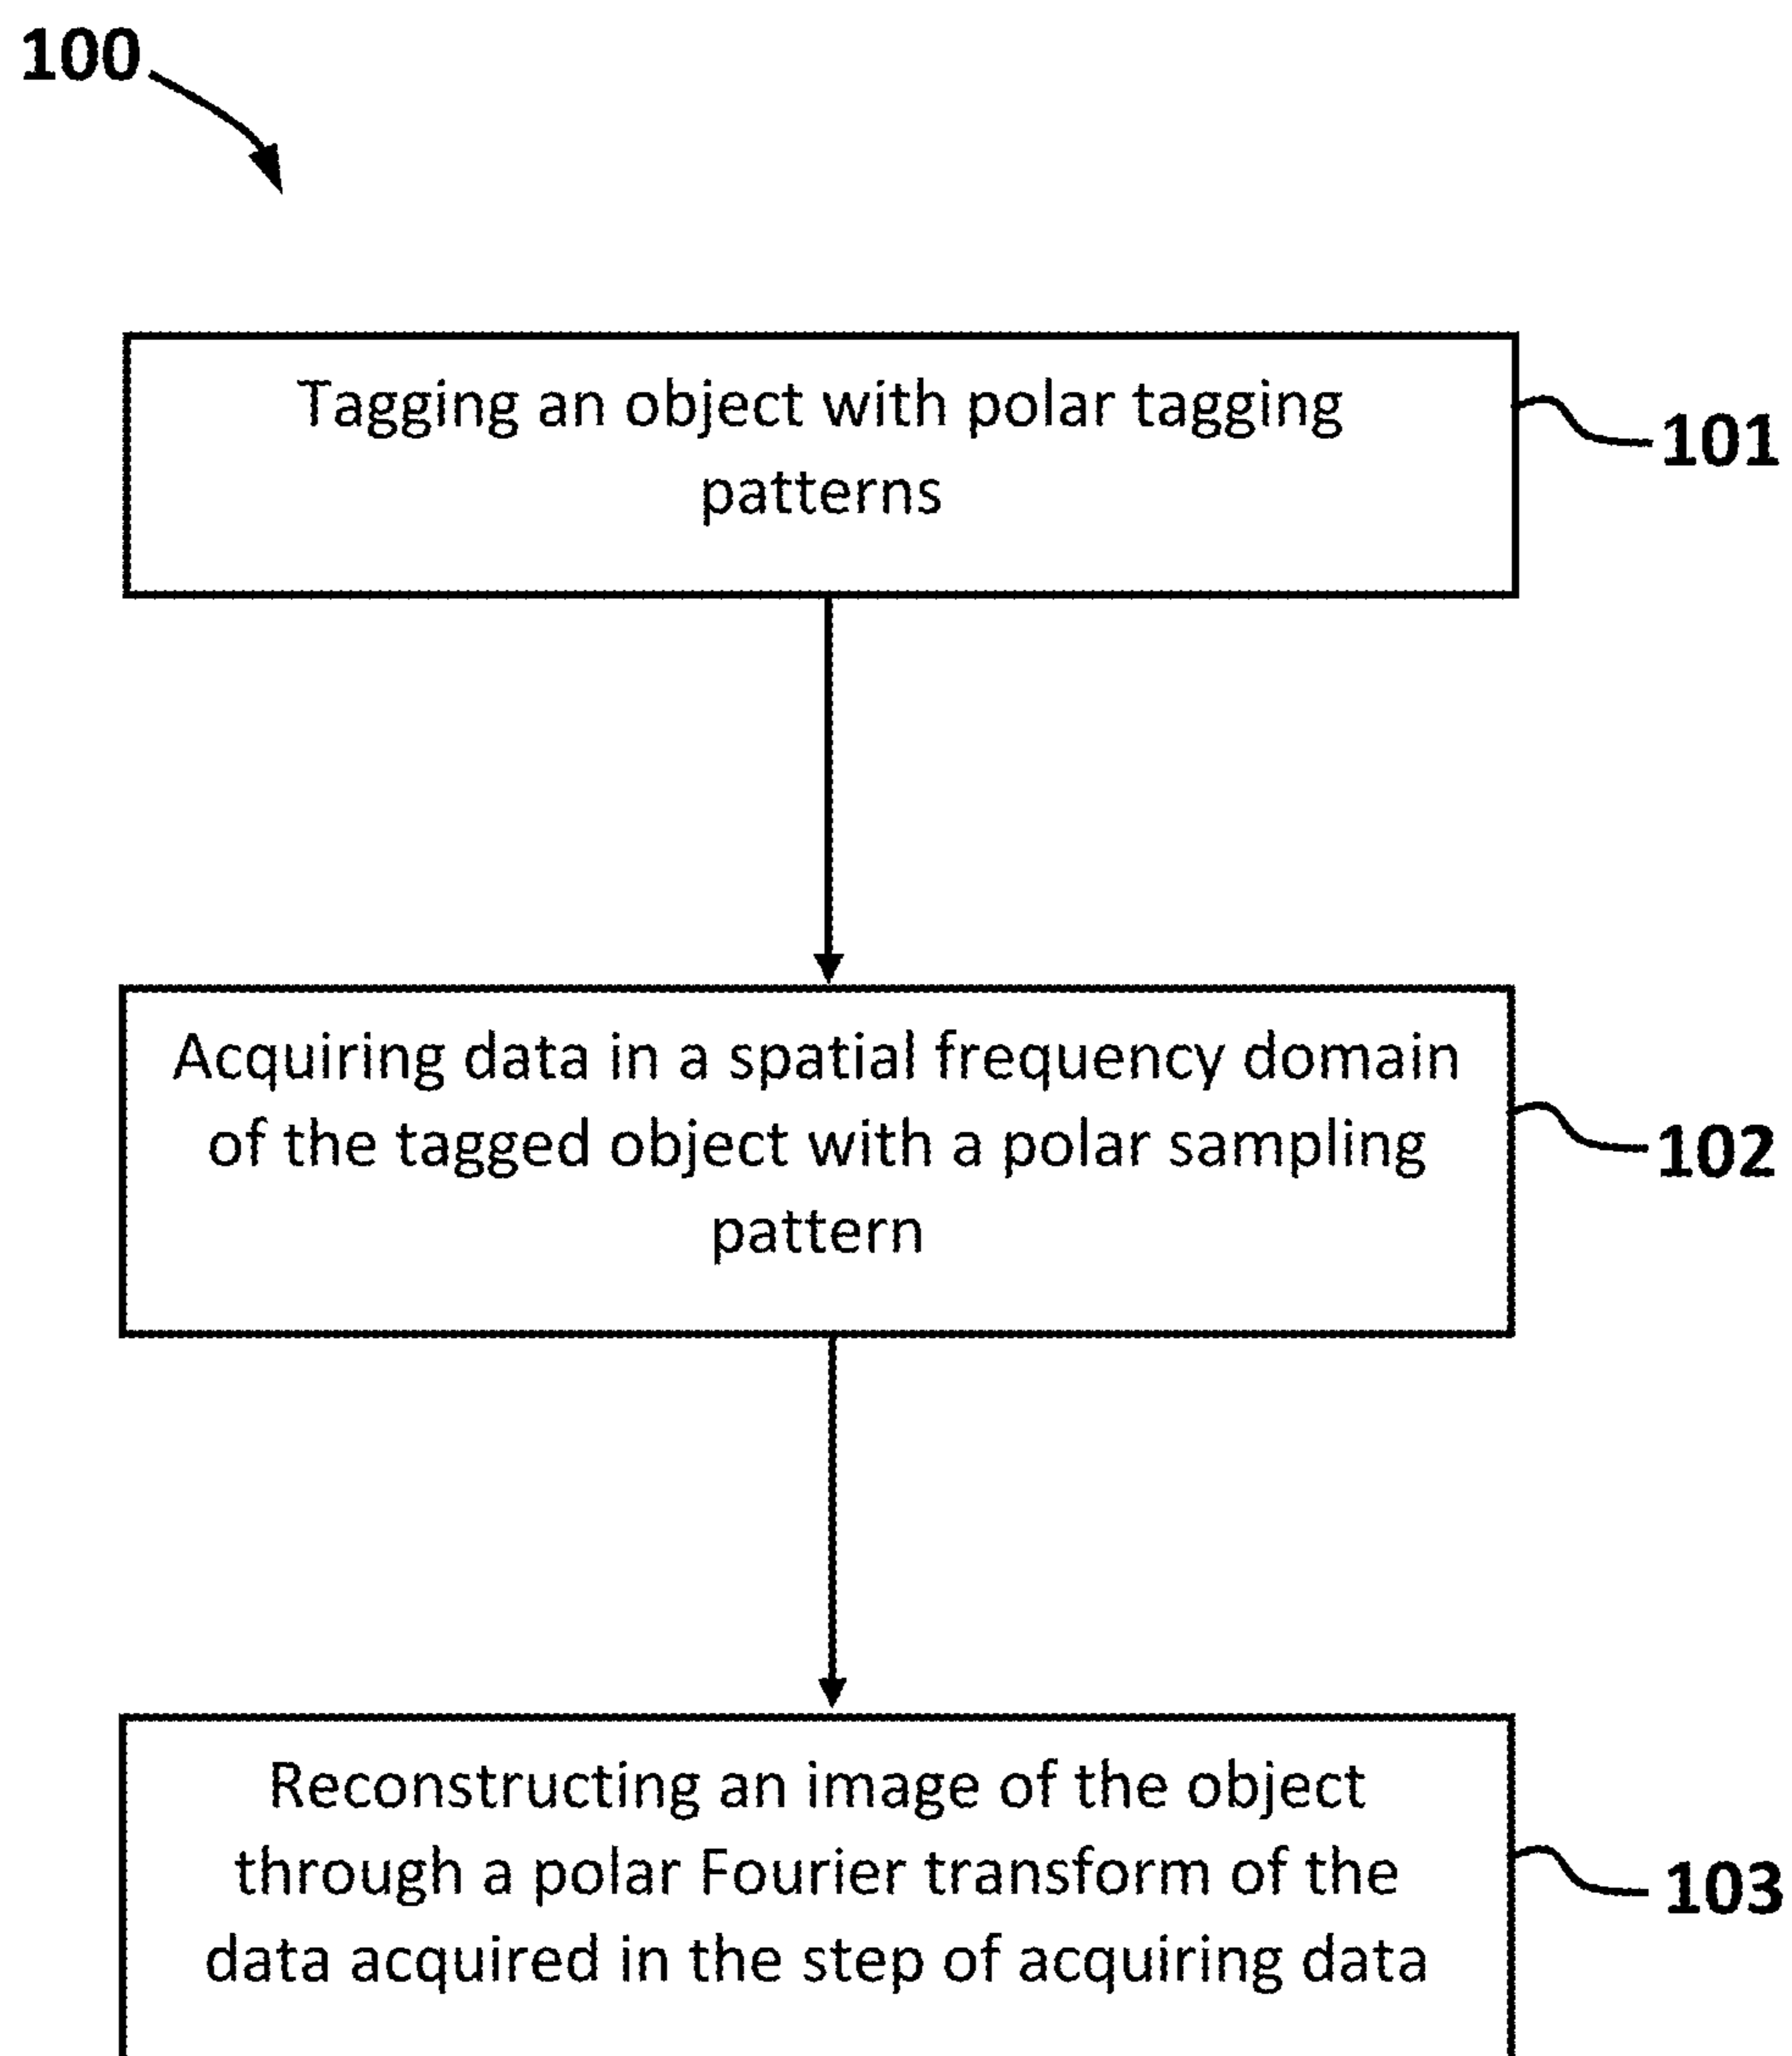 100
Tagging an object with polar tagging
patterns
101
Acquiring data in a spatial frequency domain
of the tagged object with a polar sampling
pattern
102
Reconstructing an image of the object
through a polar Fourier transform of the
data acquired in the step of acquiring data
103